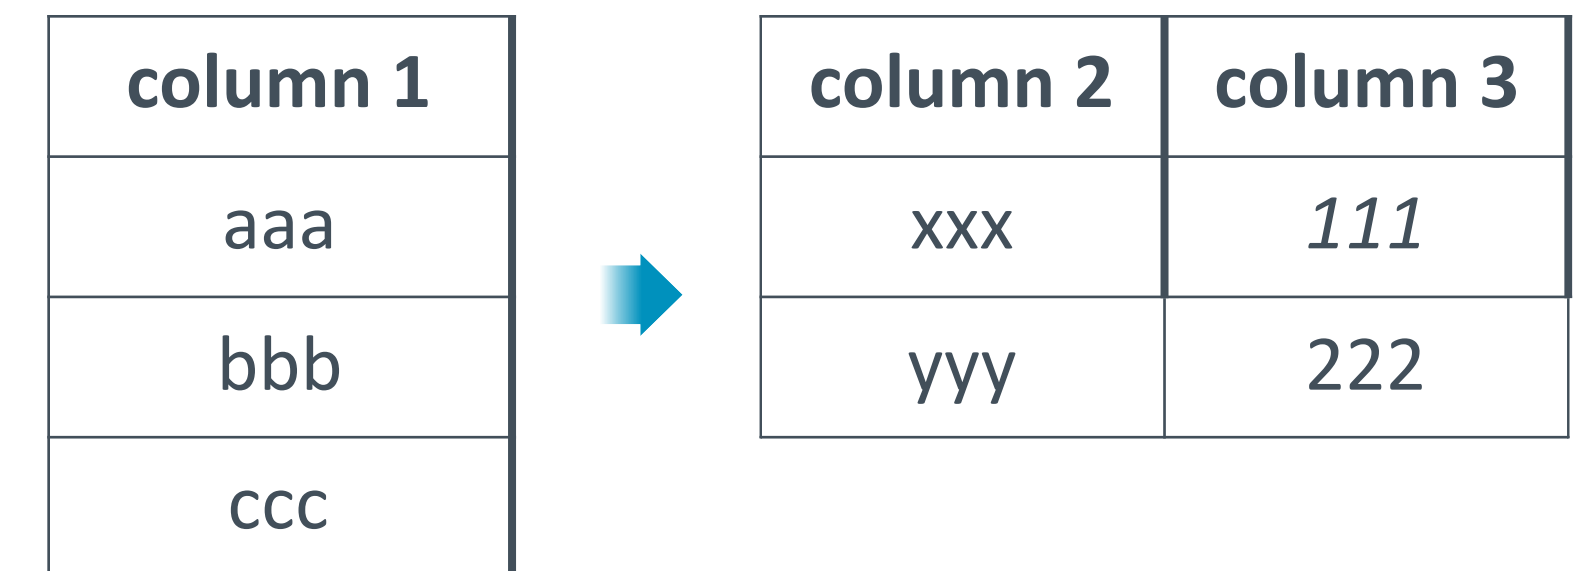 column 1
aaa
bbb
ccc
column 2 column 3
xxx 111
yyy 222